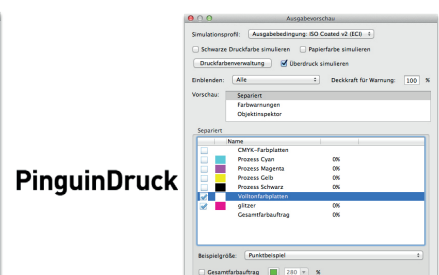 Ausgabevorschau
Simulationsprofil: Ausgabebedingung: ISO Coated v2 (ECI)
Schwarze Druckfarbe simulieren Papierfarbe simulieren
Druckfarbenverwaltung Überdruck simulieren
Einblenden: Alle Deckkraft für Warnung: 100 %
Vorschau: Separiert
Farbwarnungen
Objektinspektor
Separiert
Name
CMYK-Farbplatten
Prozess Cyan 0%
Prozess Magenta 0%
Prozess Gelb 0%
Prozess Schwarz 0%
Volltonfarbplatten
glitzer 0%
Gesamtfarbauftrag 0%
PinguinDruck
Beispielgröße: Punktbeispiel
Gesamtfarbauftrag 280 %